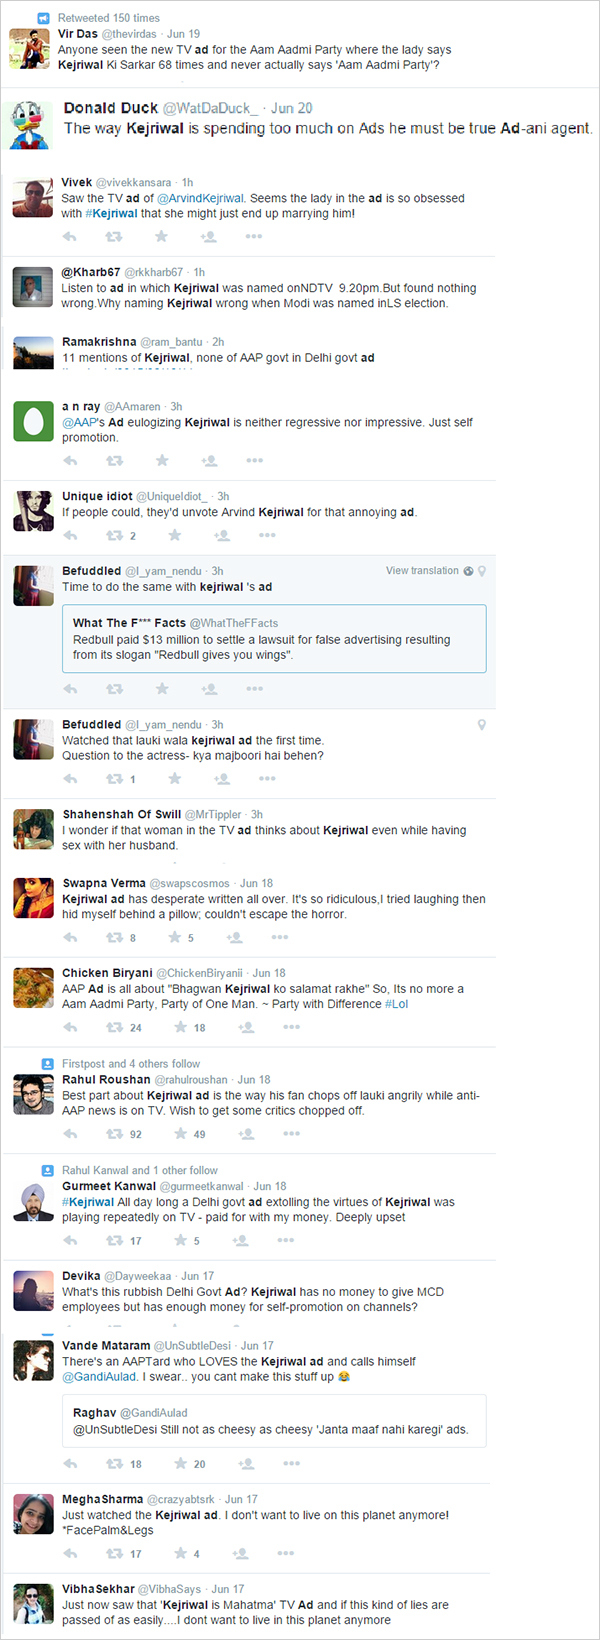 Retweeted 150 times
Vir Das @thevirdas · Jun 19
Anyone seen the new TV ad for the Aam Aadmi Party where the lady says
Kejriwal Ki Sarkar 68 times and never actually says 'Aam Aadmi Party'?
Donald Duck @WatDaDuck_ · Jun 20
The way Kejriwal is spending too much on Ads he must be true Ad-ani agent.
Vivek @vivekkansara · 1h
Saw the TV ad of @ArvindKejriwal. Seems the lady in the ad is so obsessed
with #Kejriwal that she might just end up marrying him!
@Kharb67 @rkkharb67 · 1h
Listen to ad in which Kejriwal was named onNDTV 9.20pm.But found nothing
wrong.Why naming Kejriwal wrong when Modi was named inLS election.
Ramakrishna @ram_bantu · 2h
11 mentions of Kejriwal, none of AAP govt in Delhi govt ad
a n ray @AAmaren · 3h
@AAP's Ad eulogizing Kejriwal is neither regressive nor impressive. Just self
promotion.
Unique idiot @UniqueIdiot_ · 3h
If people could, they'd unvote Arvind Kejriwal for that annoying ad.
2
Befuddled @I_yam_nendu · 3h View translation
Time to do the same with kejriwal 's ad
What The F*** Facts @WhatTheFFacts
Redbull paid $13 million to settle a lawsuit for false advertising resulting
from its slogan "Redbull gives you wings".
Befuddled @I_yam_nendu · 3h
Watched that lauki wala kejriwal ad the first time.
Question to the actress- kya majboori hai behen?
1
Shahenshah Of Swill @MrTippler · 3h
I wonder if that woman in the TV ad thinks about Kejriwal even while having
sex with her husband.
Swapna Verma @swapscosmos · Jun 18
Kejriwal ad has desperate written all over. It's so ridiculous,I tried laughing then
hid myself behind a pillow; couldn't escape the horror.
8 5
Chicken Biryani @ChickenBiryanii · Jun 18
AAP Ad is all about "Bhagwan Kejriwal ko salamat rakhe" So, Its no more a
Aam Aadmi Party, Party of One Man. ~ Party with Difference #Lol
24 18
Firstpost and 4 others follow
Rahul Roushan @rahulroushan · Jun 18
Best part about Kejriwal ad is the way his fan chops off lauki angrily while anti-
AAP news is on TV. Wish to get some critics chopped off.
92 49
Rahul Kanwal and 1 other follow
Gurmeet Kanwal @gurmeetkanwal · Jun 18
#Kejriwal All day long a Delhi govt ad extolling the virtues of Kejriwal was
playing repeatedly on TV - paid for with my money. Deeply upset
17 5
Devika @Dayweekaa · Jun 17
What's this rubbish Delhi Govt Ad? Kejriwal has no money to give MCD
employees but has enough money for self-promotion on channels?
Vande Mataram @UnSubtleDesi · Jun 17
There's an AAPTard who LOVES the Kejriwal ad and calls himself
@GandiAulad. I swear.. you cant make this stuff up 😂
Raghav @GandiAulad
@UnSubtleDesi Still not as cheesy as cheesy 'Janta maaf nahi karegi' ads.
18 20
MeghaSharma @crazyabtsrk · Jun 17
Just watched the Kejriwal ad. I don't want to live on this planet anymore!
*FacePalm&Legs
17 4
VibhaSekhar @VibhaSays · Jun 17
Just now saw that 'Kejriwal is Mahatma' TV Ad and if this kind of lies are
passed of as easily....I dont want to live in this planet anymore